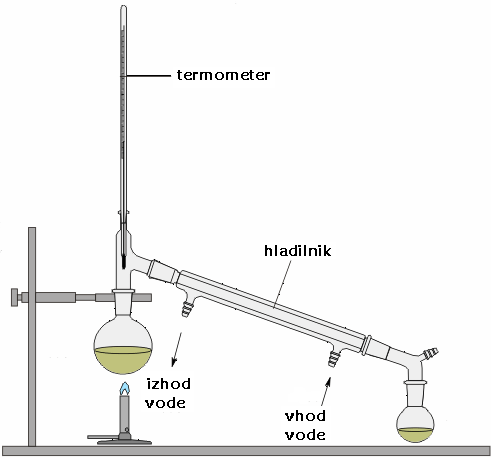 termometer
hladilnik
izhod
vode
vhod
vode